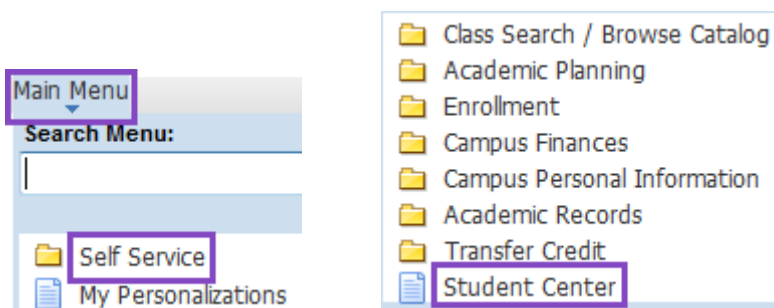 Main Menu
Search Menu:
Self Service
My Personalizations
Class Search / Browse Catalog
Academic Planning
Enrollment
Campus Finances
Campus Personal Information
Academic Records
Transfer Credit
Student Center